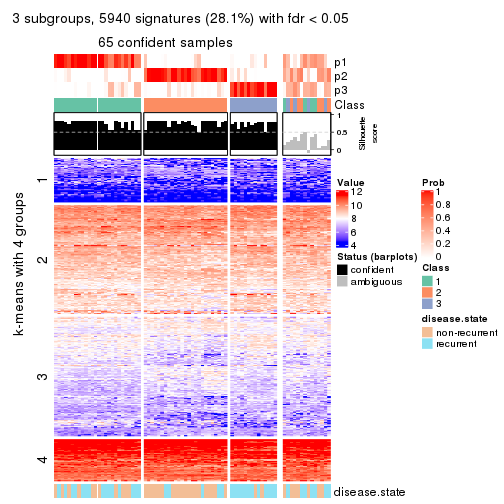 3 subgroups, 5940 signatures (28.1%) with fdr < 0.05
65 confident samples
p1
p2
p3
Class
1
0.5
0
Silhouette
score
k-means with 4 groups
1
2
3
4
disease.state
Value
12
10
8
6
4
Status (barplots)
confident
ambiguous
Prob
1
0.8
0.6
0.4
0.2
0
Class
1
2
3
disease.state
non-recurrent
recurrent